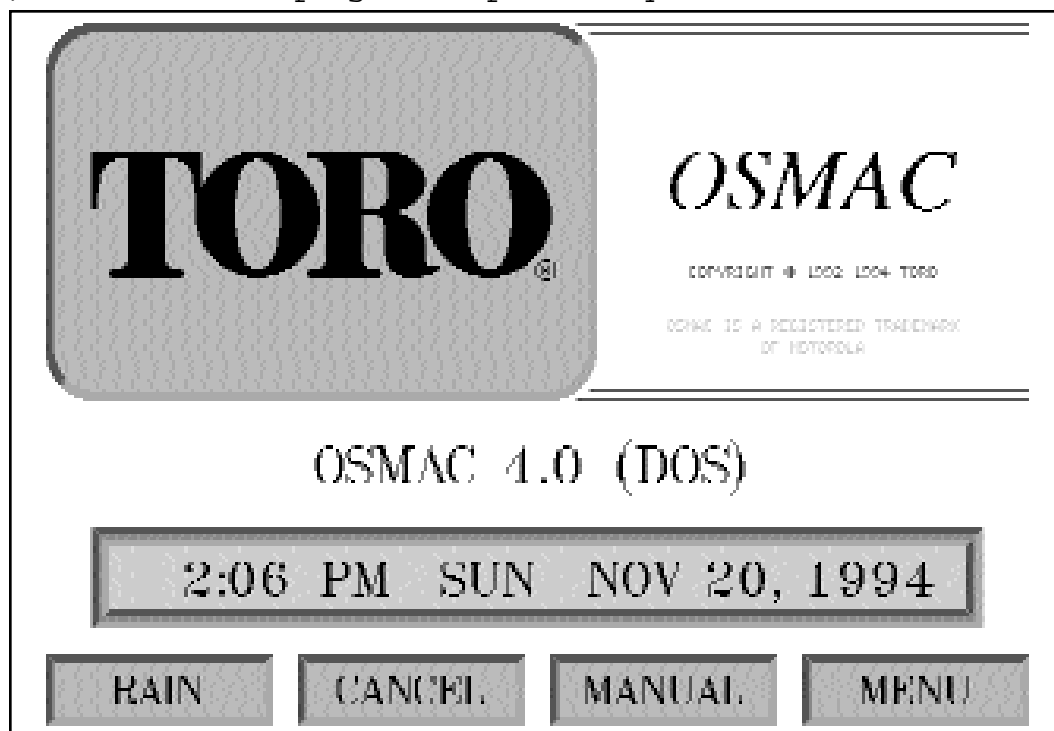 TORO®
OSMAC
COPYRIGHT © 1992 1994 TORO
OSMAC IS A REGISTERED TRADEMARK
OF MOTOROLA
OSMAC 4.0 (DOS)
2:06 PM SUN NOV 20, 1994
RAIN CANCEL MANUAL MENU